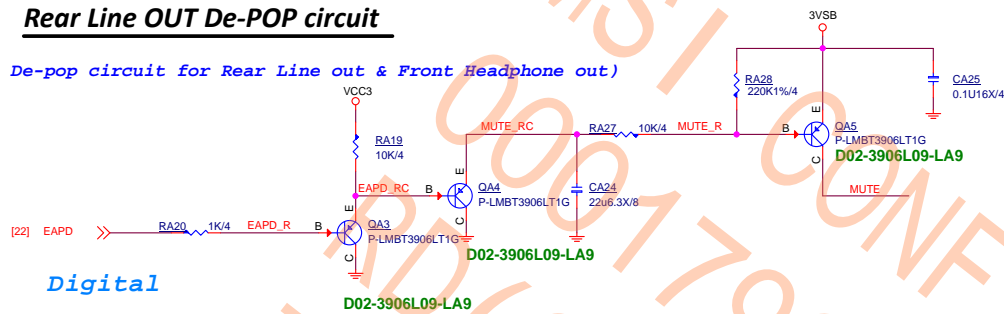 Rear Line OUT De-POP circuit
De-pop circuit for Rear Line out & Front Headphone out)
3VSB
VCC3
RA28
220K1%/4
CA25
0.1U16X/4
RA19
10K/4
MUTE_RC
RA27 10K/4
MUTE_R
B
E
C
QA5
P-LMBT3906LT1G
D02-3906L09-LA9
MUTE
EAPD_RC
B
E
C
QA4
P-LMBT3906LT1G
D02-3906L09-LA9
CA24
22u6.3X/8
[22] EAPD
RA20 1K/4
EAPD_R
B
E
C
QA3
P-LMBT3906LT1G
D02-3906L09-LA9
Digital
MSI CONF
000178